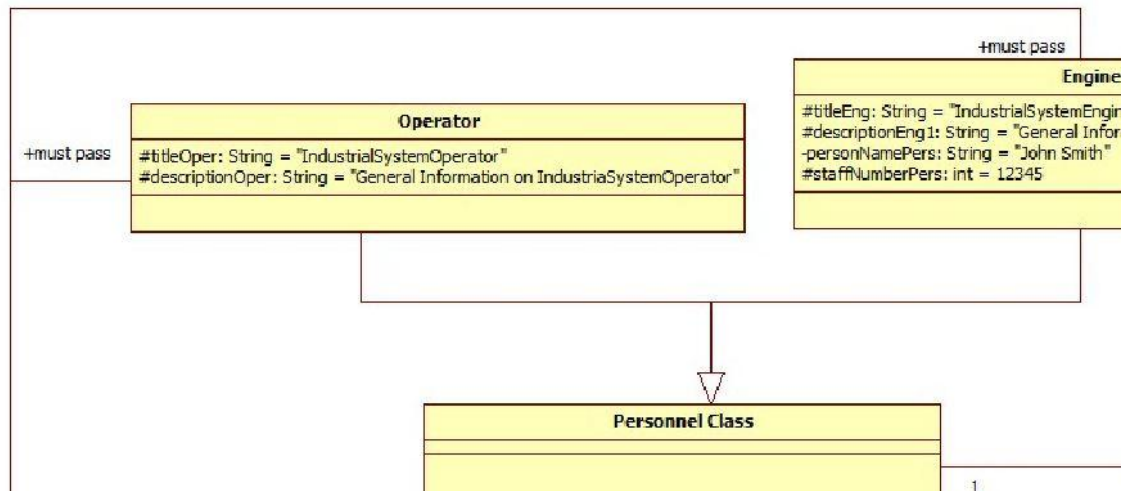 +must pass
Engine
#titleEng: String = "IndustrialSystemEngin
#descriptionEng1: String = "General Infor
-personNamePers: String = "John Smith"
#staffNumberPers: int = 12345
Operator
+must pass
#titleOper: String = "IndustrialSystemOperator"
#descriptionOper: String = "General Information on IndustriaSystemOperator"
Personnel Class
1